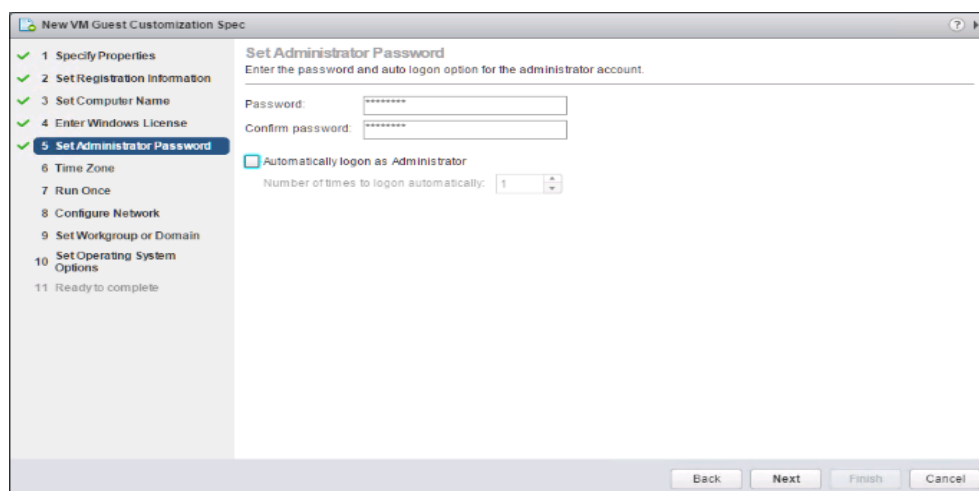 New VM Guest Customization Spec
?
1 Specify Properties
2 Set Registration Information
3 Set Computer Name
4 Enter Windows License
5 Set Administrator Password
6 Time Zone
7 Run Once
8 Configure Network
9 Set Workgroup or Domain
10 Set Operating System
Options
11 Ready to complete
Set Administrator Password
Enter the password and auto logon option for the administrator account.
Password: ********
Confirm password: ********
Automatically logon as Administrator
Number of times to logon automatically: 1
Back Next Finish Cancel